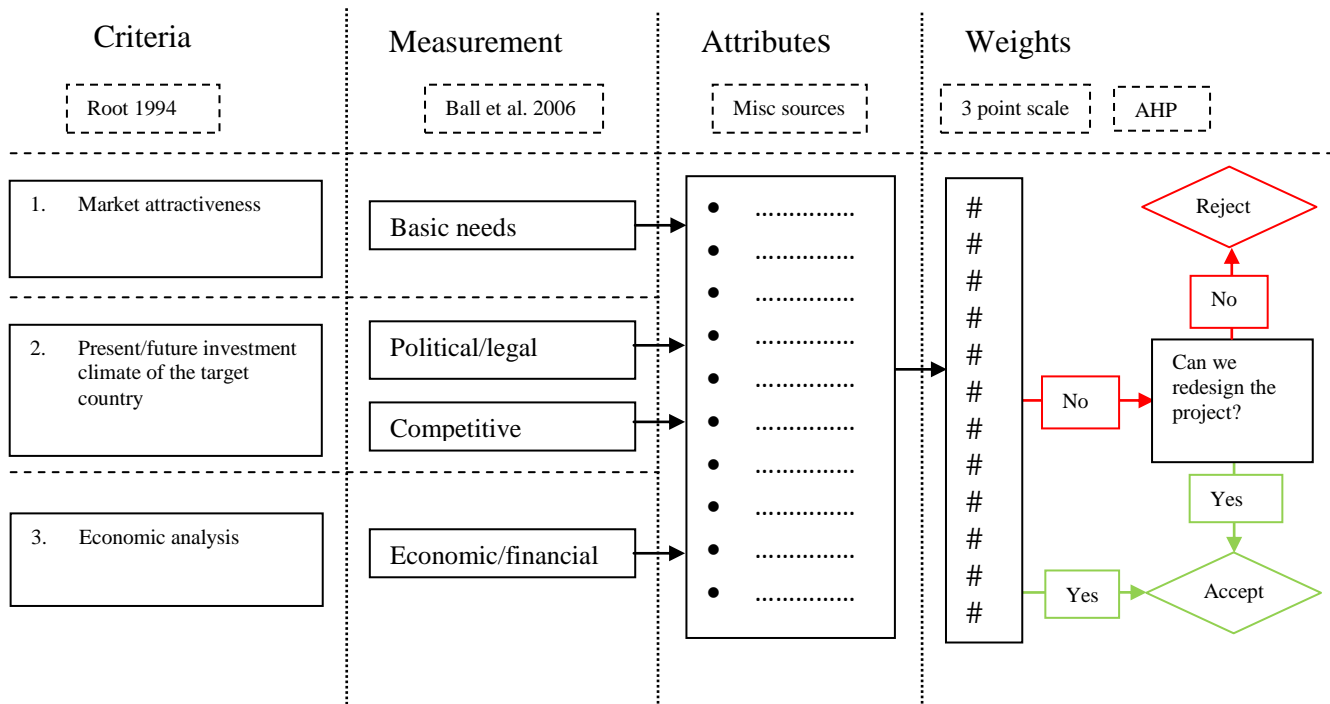 Criteria
Measurement
Attributes
Weights
Root 1994
Ball et al. 2006
Misc sources
3 point scale
AHP
1. Market attractiveness
2. Present/future investment
climate of the target
country
3. Economic analysis
Basic needs
Political/legal
Competitive
Economic/financial
• ……………
• ……………
• ……………
• ……………
• ……………
• ……………
• ……………
• ……………
• ……………
• ……………
#
#
#
#
#
#
#
#
#
#
#
#
Reject
No
Can we
redesign the
project?
No
Yes
Yes
Accept